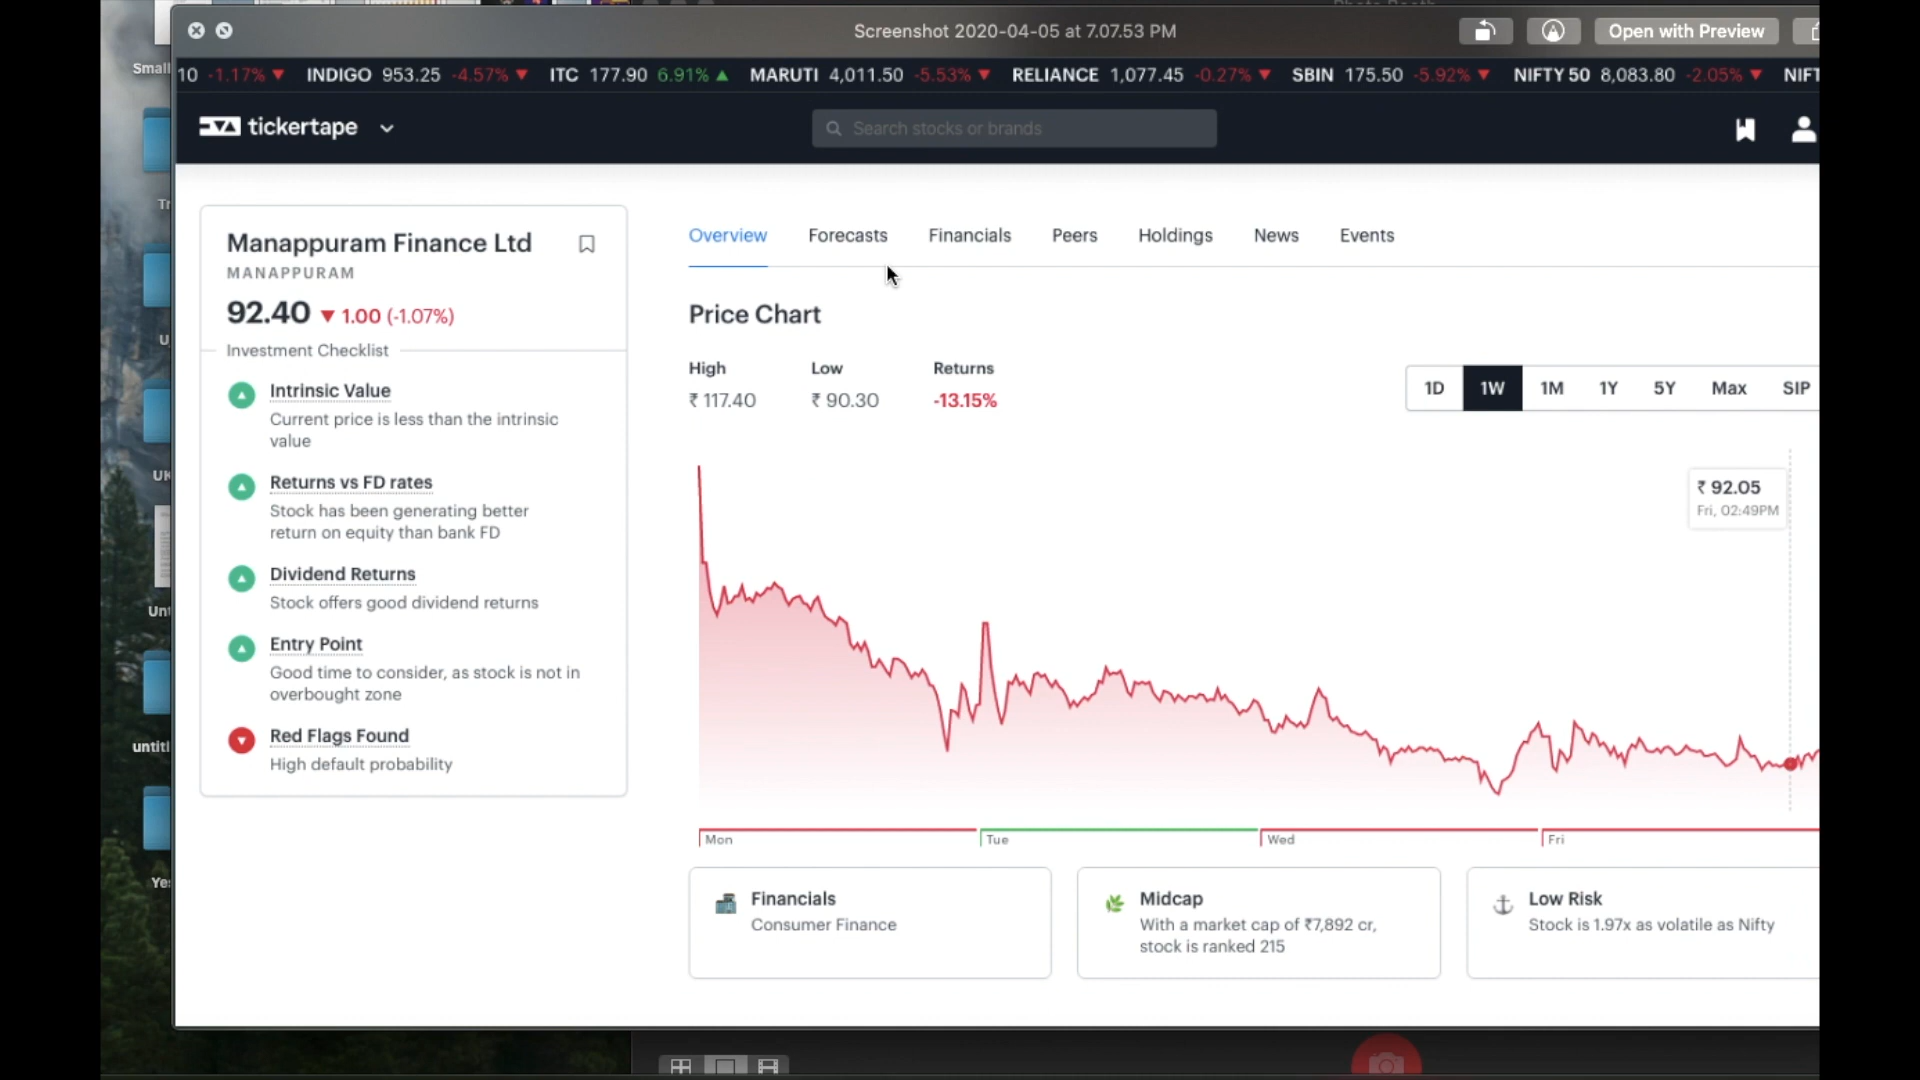 Screenshot 2020-04-05 at 7.07.53 PM
Open with Preview
10 -1.17% ▼ INDIGO 953.25 -4.57% ▼ ITC 177.90 6.91% ▲ MARUTI 4,011.50 -5.53% ▼ RELIANCE 1,077.45 -0.27% ▼ SBIN 175.50 -5.92% ▼ NIFTY 50 8,083.80 -2.05% ▼ NIFT
tickertape
Search stocks or brands
Small
Manappuram Finance Ltd
MANAPPURAM
92.40 ▼ 1.00 (-1.07%)
Investment Checklist
Intrinsic Value
Current price is less than the intrinsic
value
Returns vs FD rates
Stock has been generating better
return on equity than bank FD
Dividend Returns
Stock offers good dividend returns
Entry Point
Good time to consider, as stock is not in
overbought zone
Red Flags Found
High default probability
Overview Forecasts Financials Peers Holdings News Events
Price Chart
High Low Returns
₹ 117.40 ₹ 90.30 -13.15%
1D 1W 1M 1Y 5Y Max SIP
₹ 92.05
Fri, 02:49PM
Mon Tue Wed Fri
Financials
Consumer Finance
Midcap
With a market cap of ₹7,892 cr,
stock is ranked 215
Low Risk
Stock is 1.97x as volatile as Nifty